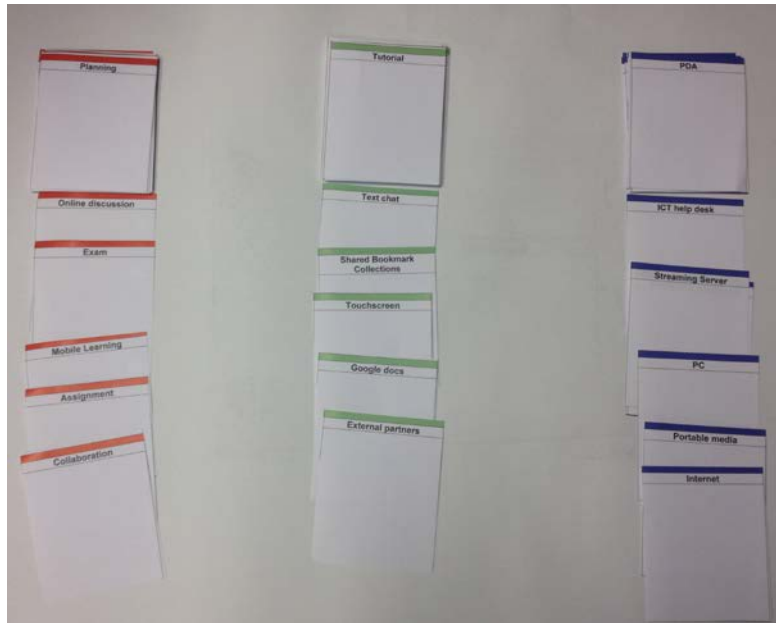 Planning
Online discussion
Exam
Mobile Learning
Assignment
Collaboration
Tutorial
Text chat
Shared Bookmark
Collections
Touchscreen
Google docs
External partners
PDA
ICT help desk
Streaming Server
PC
Portable media
Internet